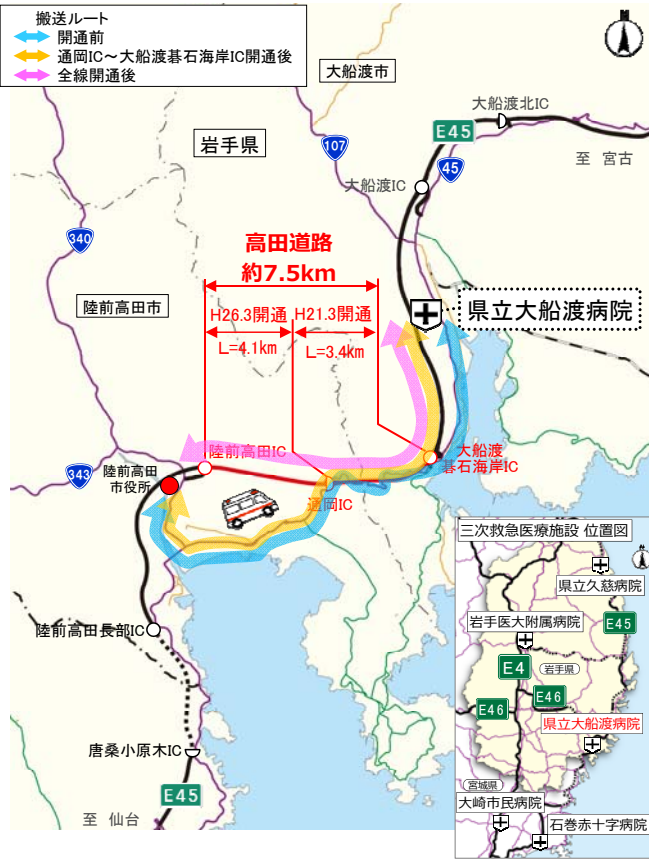 搬送ルート
開通前
通岡IC～大船渡碁石海岸IC開通後
全線開通後
大船渡市
大船渡北IC
E45
岩手県
107
至 宮古
45
大船渡IC
340
高田道路
約7.5km
陸前高田市
H26.3開通
H21.3開通
L=4.1km
L=3.4km
県立大船渡病院
陸前高田IC
大船渡
碁石海岸IC
343
陸前高田
市役所
通岡IC
三次救急医療施設 位置図
県立久慈病院
岩手医大附属病院
E45
E4
岩手県
E46
E46
県立大船渡病院
宮城県
大崎市民病院
石巻赤十字病院
陸前高田長部IC
唐桑小原木IC
E45
至 仙台